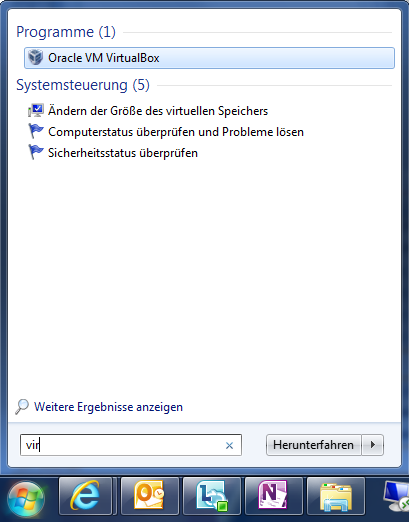 Programme (1)
Oracle VM VirtualBox
Systemsteuerung (5)
Ändern der Größe des virtuellen Speichers
Computerstatus überprüfen und Probleme lösen
Sicherheitsstatus überprüfen
Weitere Ergebnisse anzeigen
vir
Herunterfahren